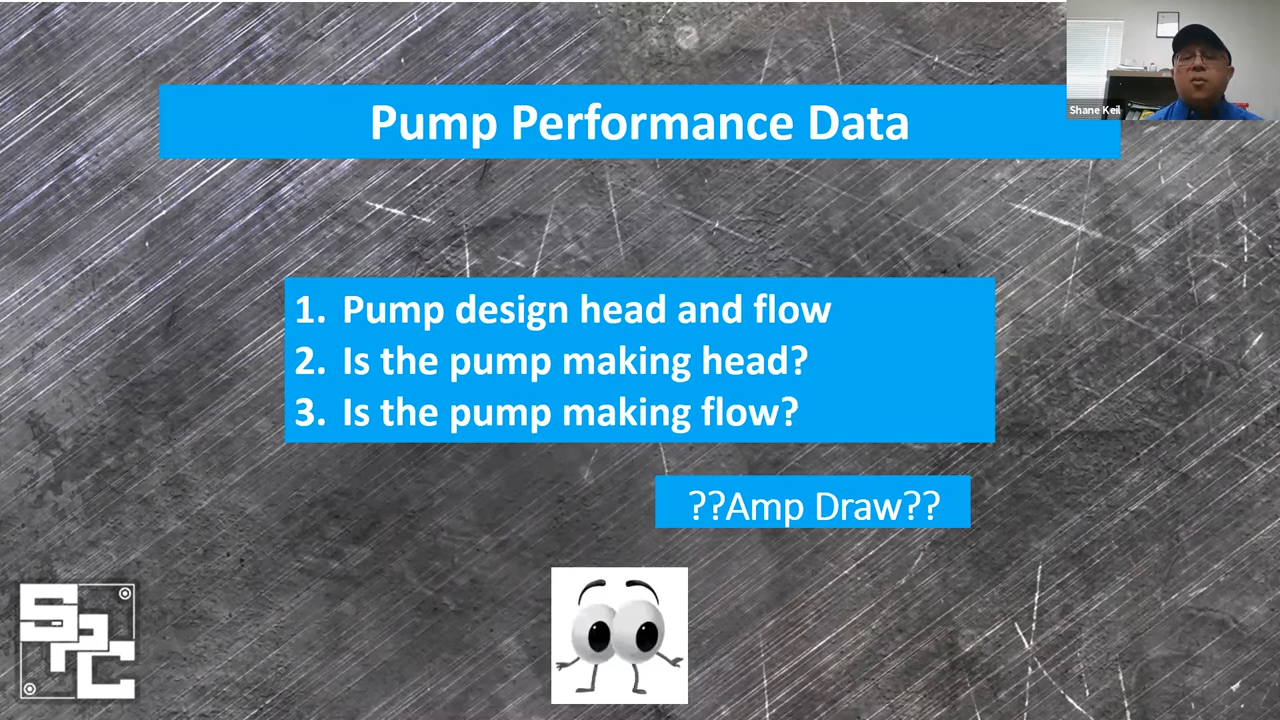 Pump Performance Data
Shane Keil
1. Pump design head and flow
2. Is the pump making head?
3. Is the pump making flow?
??Amp Draw??
SPC